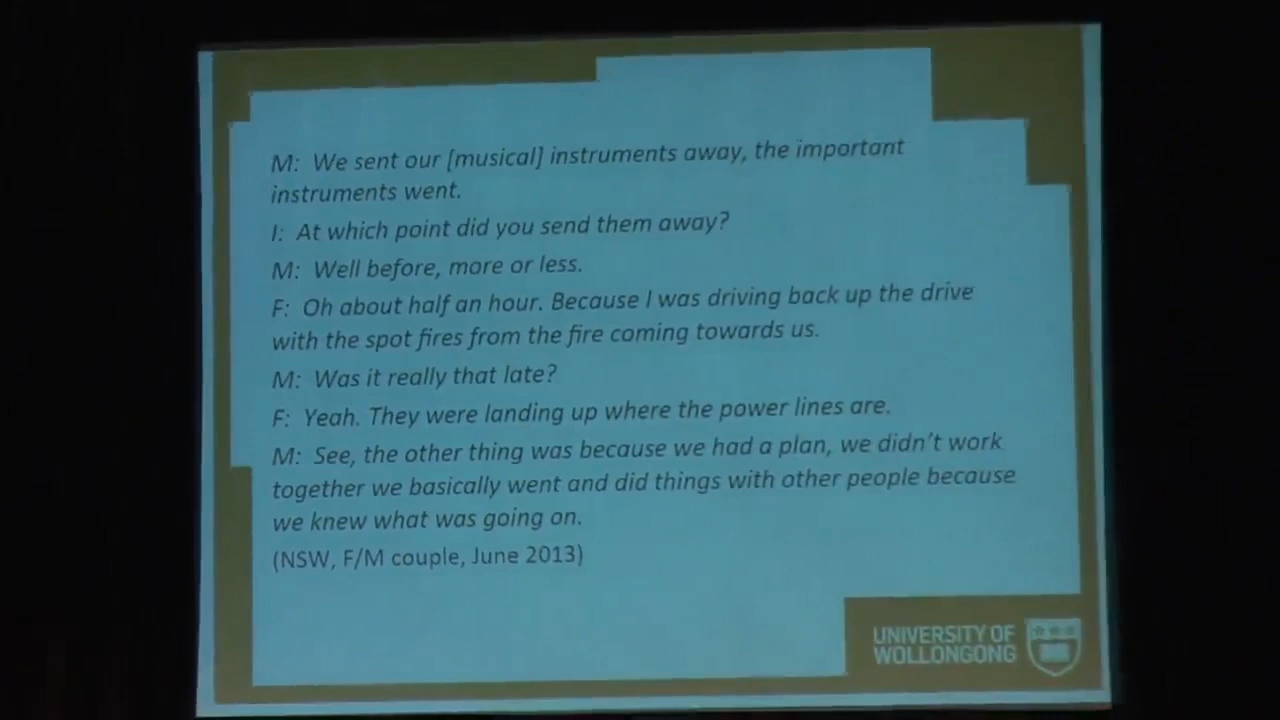 M: We sent our [musical] instruments away, the important
instruments went.
I: At which point did you send them away?
M: Well before, more or less.
F: Oh about half an hour. Because I was driving back up the drive
with the spot fires from the fire coming towards us.
M: Was it really that late?
F: Yeah. They were landing up where the power lines are.
M: See, the other thing was because we had a plan, we didn't work
together we basically went and did things with other people because
we knew what was going on.
(NSW, F/M couple, June 2013)
UNIVERSITY OF
WOLLONGONG